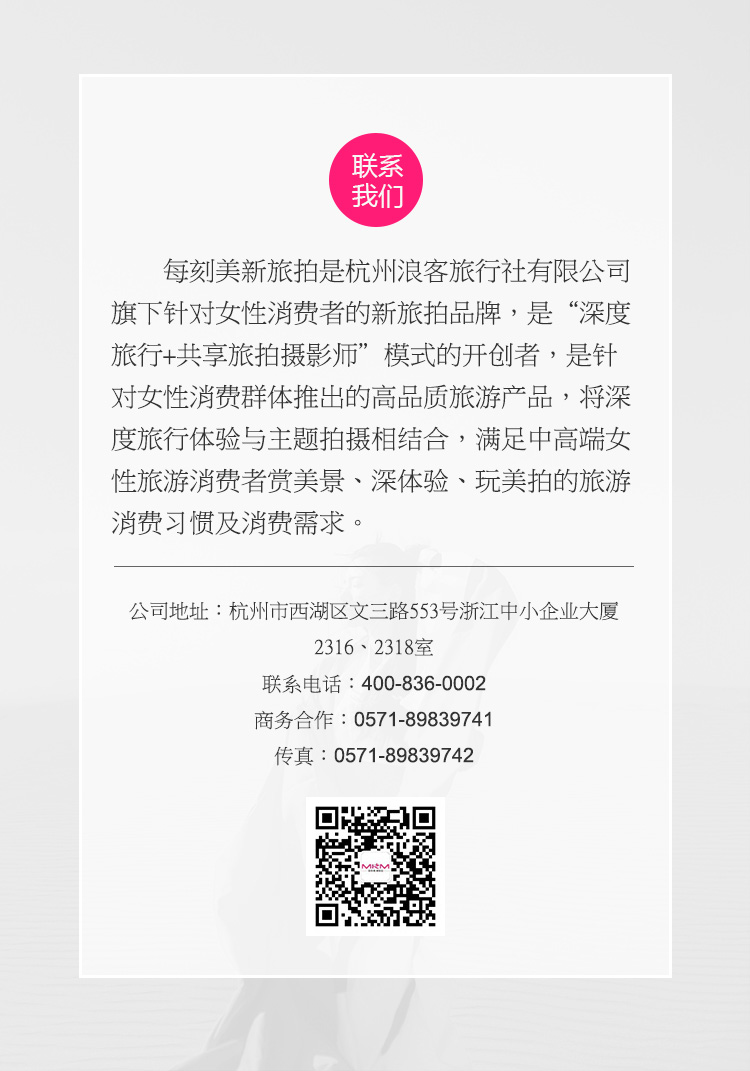 联系
我们
每刻美新旅拍是杭州浪客旅行社有限公司
旗下针对女性消费者的新旅拍品牌，是“深度
旅行+共享旅拍摄影师”模式的开创者，是针
对女性消费群体推出的高品质旅游产品，将深
度旅行体验与主题拍摄相结合，满足中高端女
性旅游消费者赏美景、深体验、玩美拍的旅游
消费习惯及消费需求。
公司地址：杭州市西湖区文三路553号浙江中小企业大厦
2316、2318室
联系电话：400-836-0002
商务合作：0571-89839741
传真：0571-89839742